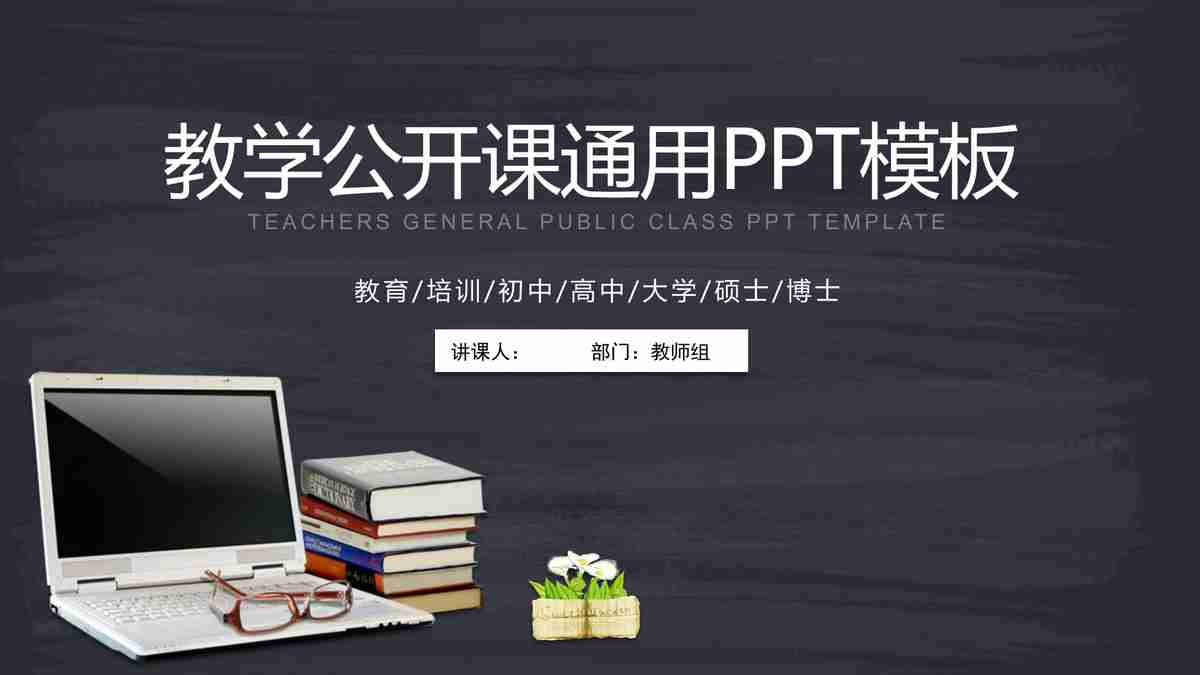 教学公开课通用PPT模板
TEACHERS GENERAL PUBLIC CLASS PPT TEMPLATE
教育/培训/初中/高中/大学/硕士/博士
讲课人： 部门：教师组
DICTIONARY